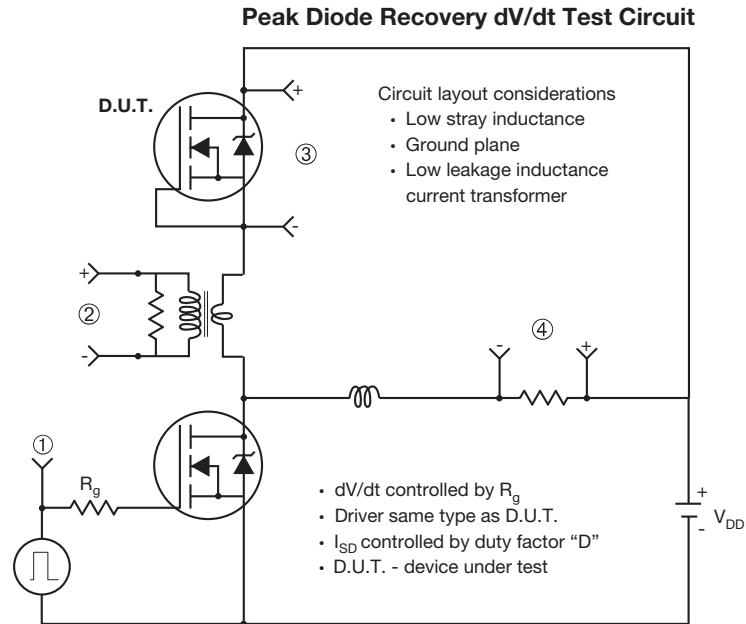 Peak Diode Recovery dV/dt Test Circuit
D.U.T.
+
Circuit layout considerations
• Low stray inductance
• Ground plane
• Low leakage inductance
current transformer
③
-
+
②
-
-
④
+
①
Rg
• dV/dt controlled by Rg
• Driver same type as D.U.T.
• ISD controlled by duty factor “D”
• D.U.T. - device under test
+
-
VDD